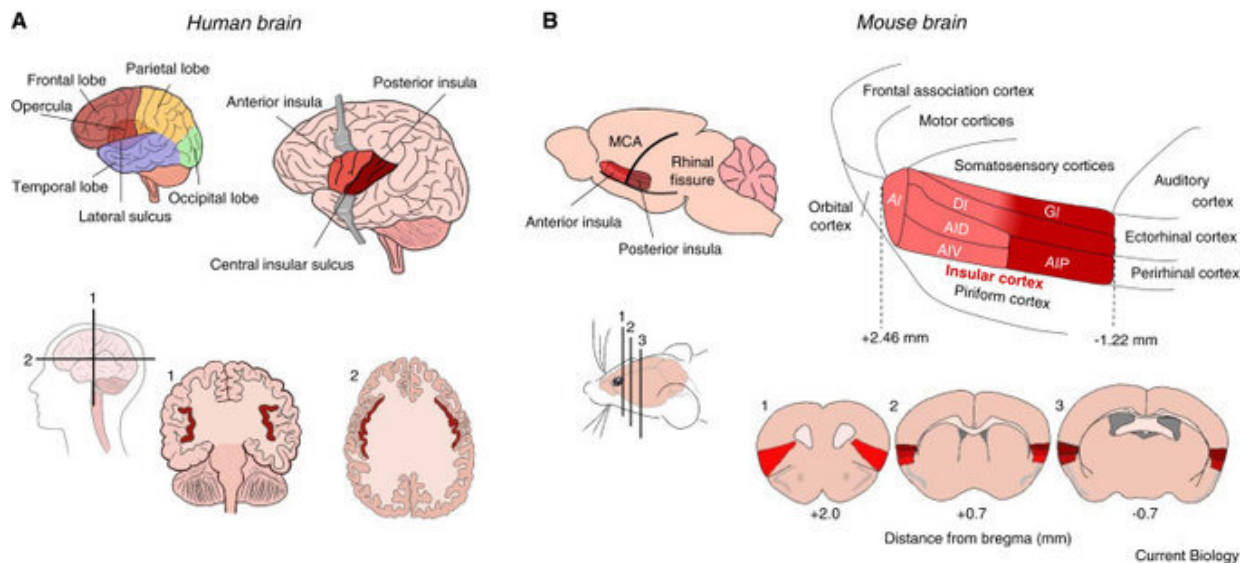 A
Human brain
Frontal lobe
Parietal lobe
Opercula
Temporal lobe
Lateral sulcus
Occipital lobe
Anterior insula
Posterior insula
Central insular sulcus
1
2
1
2
B
Mouse brain
MCA
Rhinal
fissure
Anterior insula
Posterior insula
Frontal association cortex
Motor cortices
Somatosensory cortices
Auditory
cortex
Orbital
cortex
AI
DI
GI
AID
AIV
AIP
Ectorhinal cortex
Perirhinal cortex
Insular cortex
Piriform cortex
+2.46 mm
-1.22 mm
1
2
3
1
2
3
+2.0
+0.7
-0.7
Distance from bregma (mm)
Current Biology